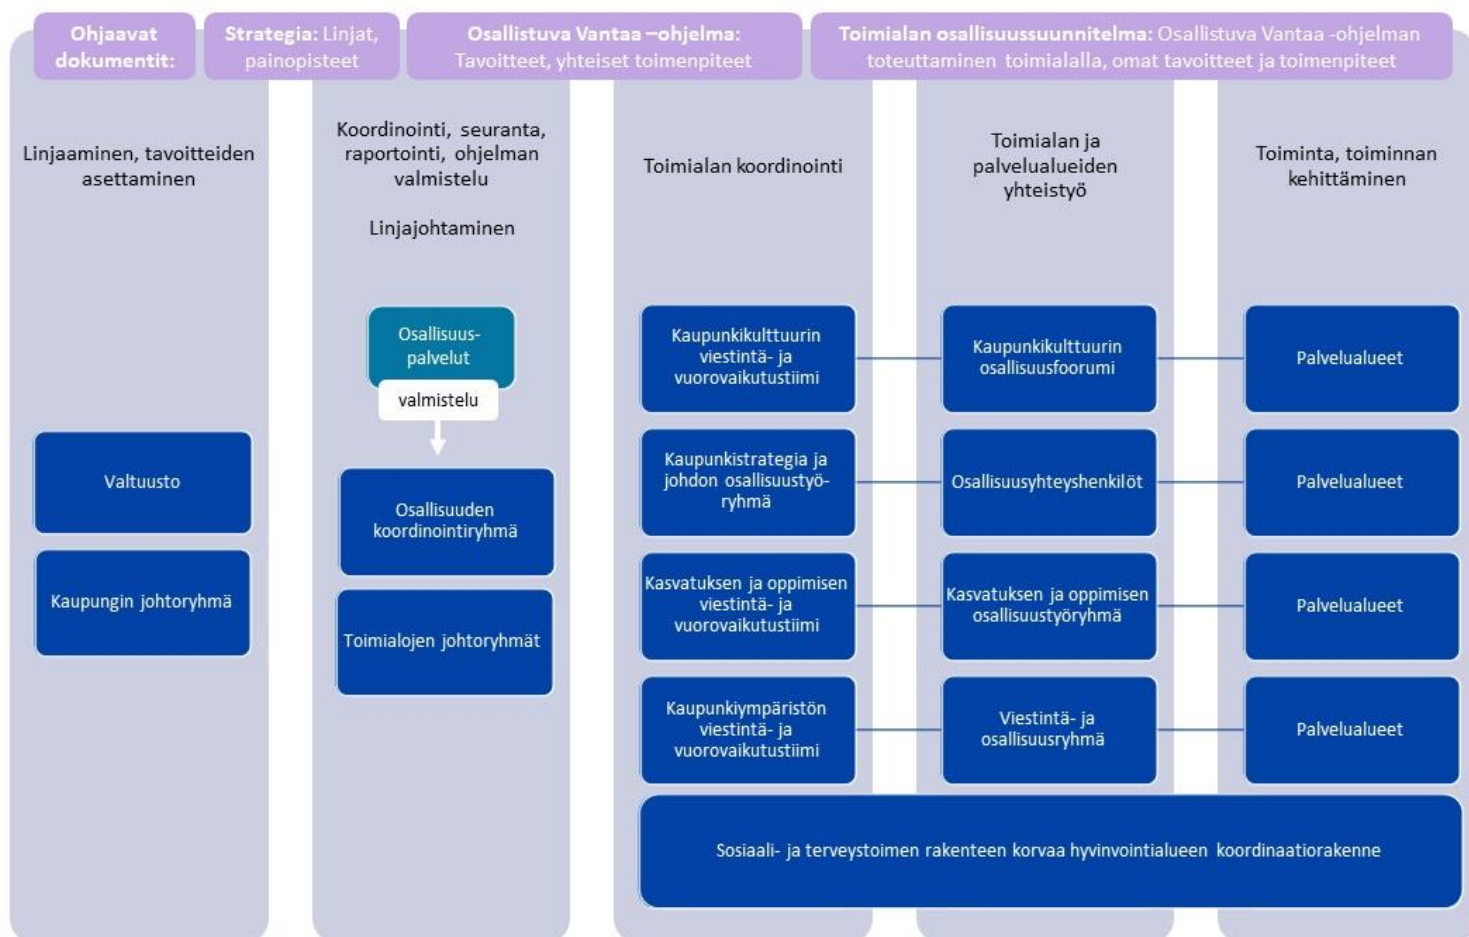 Ohjaavat
dokumentit:
Strategia: Linjat,
painopisteet
Osallistuva Vantaa –ohjelma:
Tavoitteet, yhteiset toimenpiteet
Toimialan osallisuussuunnitelma: Osallistuva Vantaa -ohjelman
toteuttaminen toimialalla, omat tavoitteet ja toimenpiteet
Linjaaminen, tavoitteiden
asettaminen
Valtuusto
Kaupungin johtoryhmä
Koordinointi, seuranta,
raportointi, ohjelman
valmistelu
Linjajohtaminen
Osallisuus-
palvelut
valmistelu
Osallisuuden
koordinointiryhmä
Toimialojen johtoryhmät
Toimialan koordinointi
Toimialan ja
palvelualueiden
yhteistyö
Toiminta, toiminnan
kehittäminen
Kaupunkikulttuurin
viestintä- ja
vuorovaikutustiimi
Kaupunkikulttuurin
osallisuusfoorumi
Palvelualueet
Kaupunkistrategia ja
johdon osallisuustyö-
ryhmä
Osallisuusyhteyshenkilöt
Palvelualueet
Kasvatuksen ja oppimisen
viestintä- ja
vuorovaikutustiimi
Kasvatuksen ja oppimisen
osallisuustyöryhmä
Palvelualueet
Kaupunkiympäristön
viestintä- ja
vuorovaikutustiimi
Viestintä- ja
osallisuusryhmä
Palvelualueet
Sosiaali- ja terveystoimen rakenteen korvaa hyvinvointialueen koordinaatiorakenne